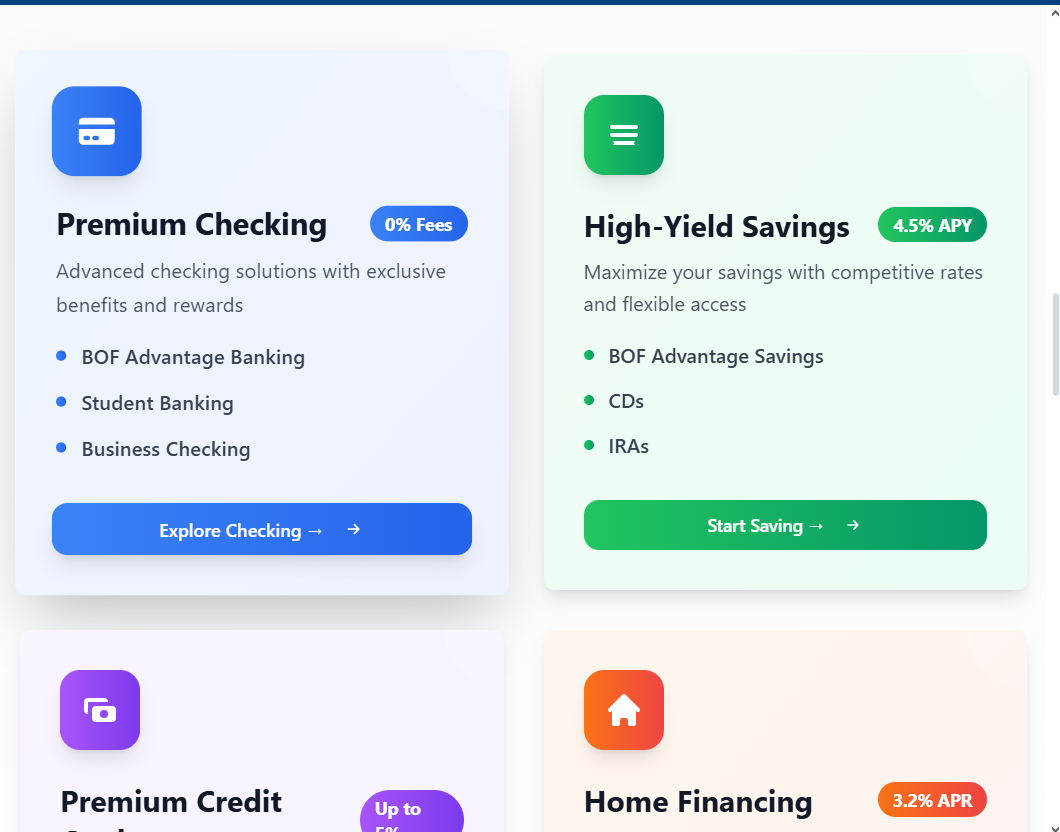 Premium Checking
0% Fees
Advanced checking solutions with exclusive
benefits and rewards
BOF Advantage Banking
Student Banking
Business Checking
Explore Checking → →
High-Yield Savings
4.5% APY
Maximize your savings with competitive rates
and flexible access
BOF Advantage Savings
CDs
IRAs
Start Saving → →
Premium Credit
Up to
Home Financing
3.2% APR